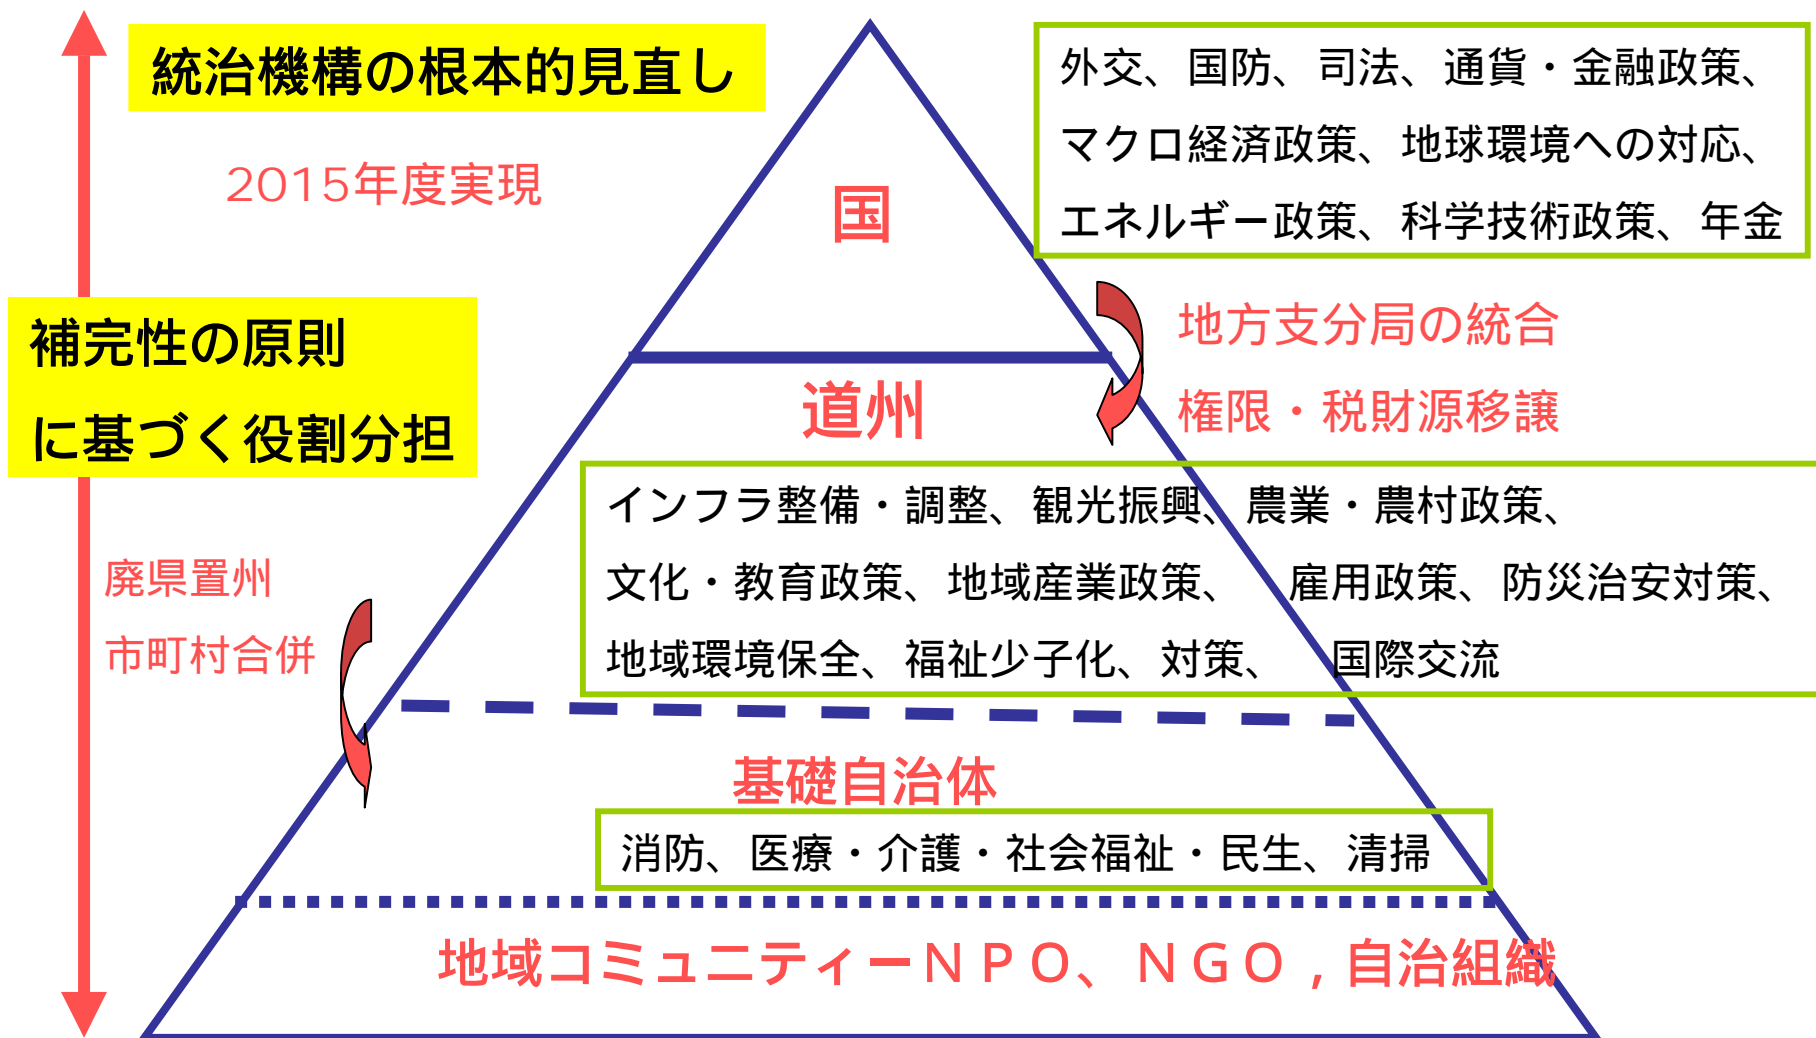 統治機構の根本的見直し
2015年度実現
外交、国防、司法、通貨・金融政策、
マクロ経済政策、地球環境への対応、
エネルギー政策、科学技術政策、年金
国
補完性の原則
に基づく役割分担
地方支分局の統合
権限・税財源移譲
道州
インフラ整備・調整、観光振興、農業・農村政策、
文化・教育政策、地域産業政策、　雇用政策、防災治安対策、
地域環境保全、福祉少子化、対策、　国際交流
廃県置州
市町村合併
基礎自治体
消防、医療・介護・社会福祉・民生、清掃
地域コミュニティーＮＰＯ、ＮＧＯ，自治組織